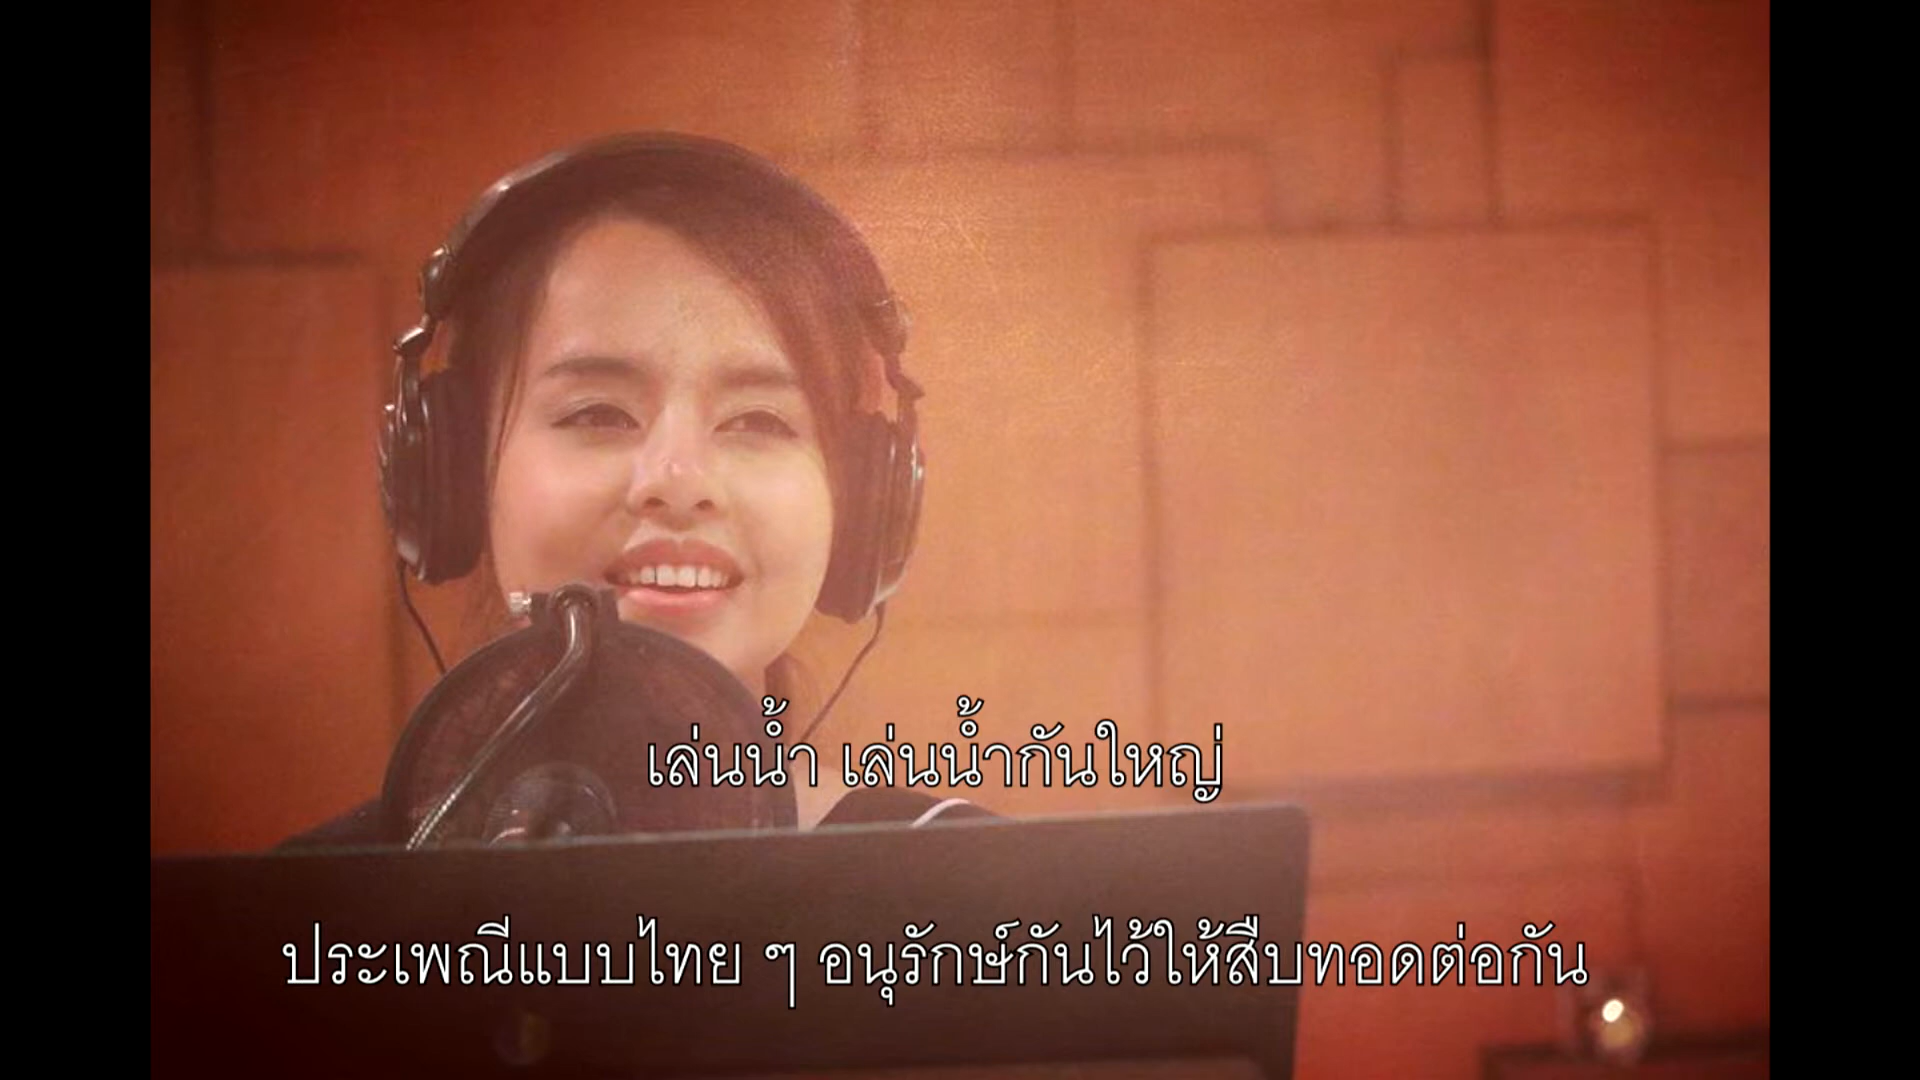 เล่นน้ำ เล่นน้ำกันใหญ่
ประเพณีแบบไทย ๆ อนุรักษ์กันไว้ให้สืบทอดต่อกัน